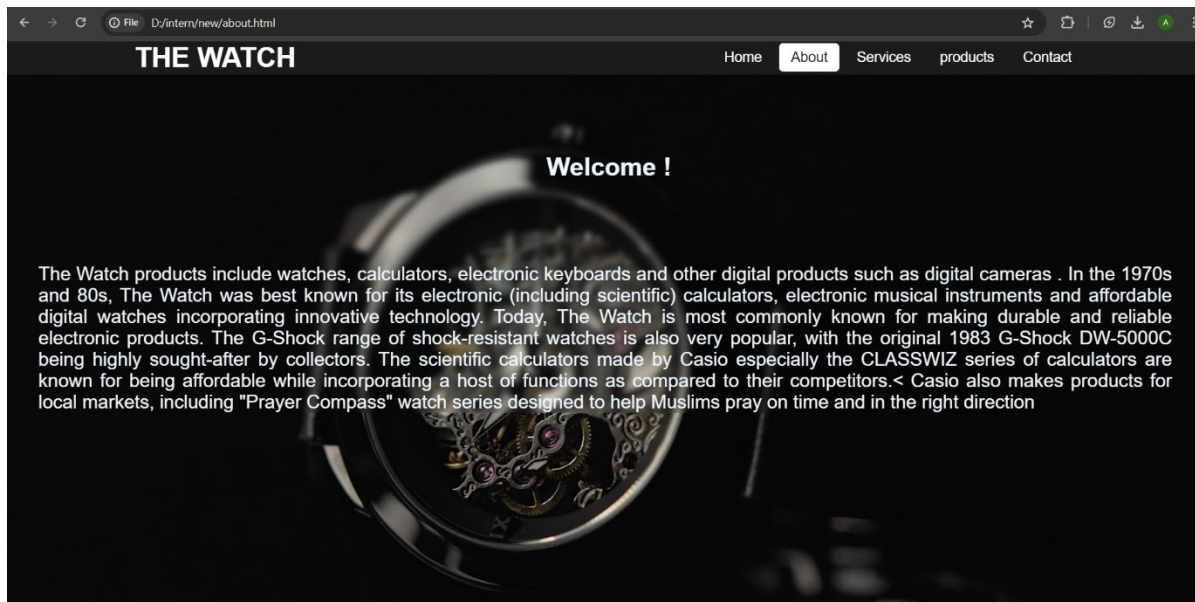 File D:/intern/new/about.html
A
THE WATCH
Home About Services products Contact
Welcome !
The Watch products include watches, calculators, electronic keyboards and other digital products such as digital cameras . In the 1970s
and 80s, The Watch was best known for its electronic (including scientific) calculators, electronic musical instruments and affordable
digital watches incorporating innovative technology. Today, The Watch is most commonly known for making durable and reliable
electronic products. The G-Shock range of shock-resistant watches is also very popular, with the original 1983 G-Shock DW-5000C
being highly sought-after by collectors. The scientific calculators made by Casio especially the CLASSWIZ series of calculators are
known for being affordable while incorporating a host of functions as compared to their competitors.< Casio also makes products for
local markets, including "Prayer Compass" watch series designed to help Muslims pray on time and in the right direction